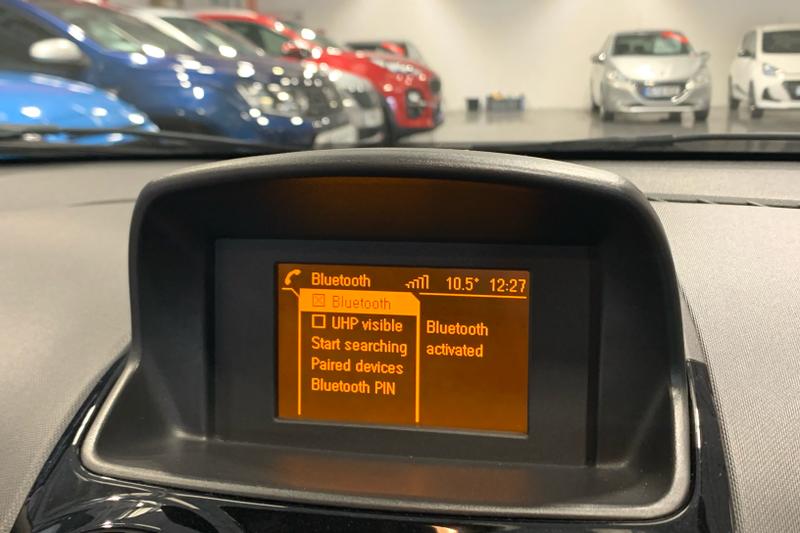 Bluetooth 10.5° 12:27
Bluetooth
UHP visible
Start searching
Paired devices
Bluetooth PIN
Bluetooth
activated